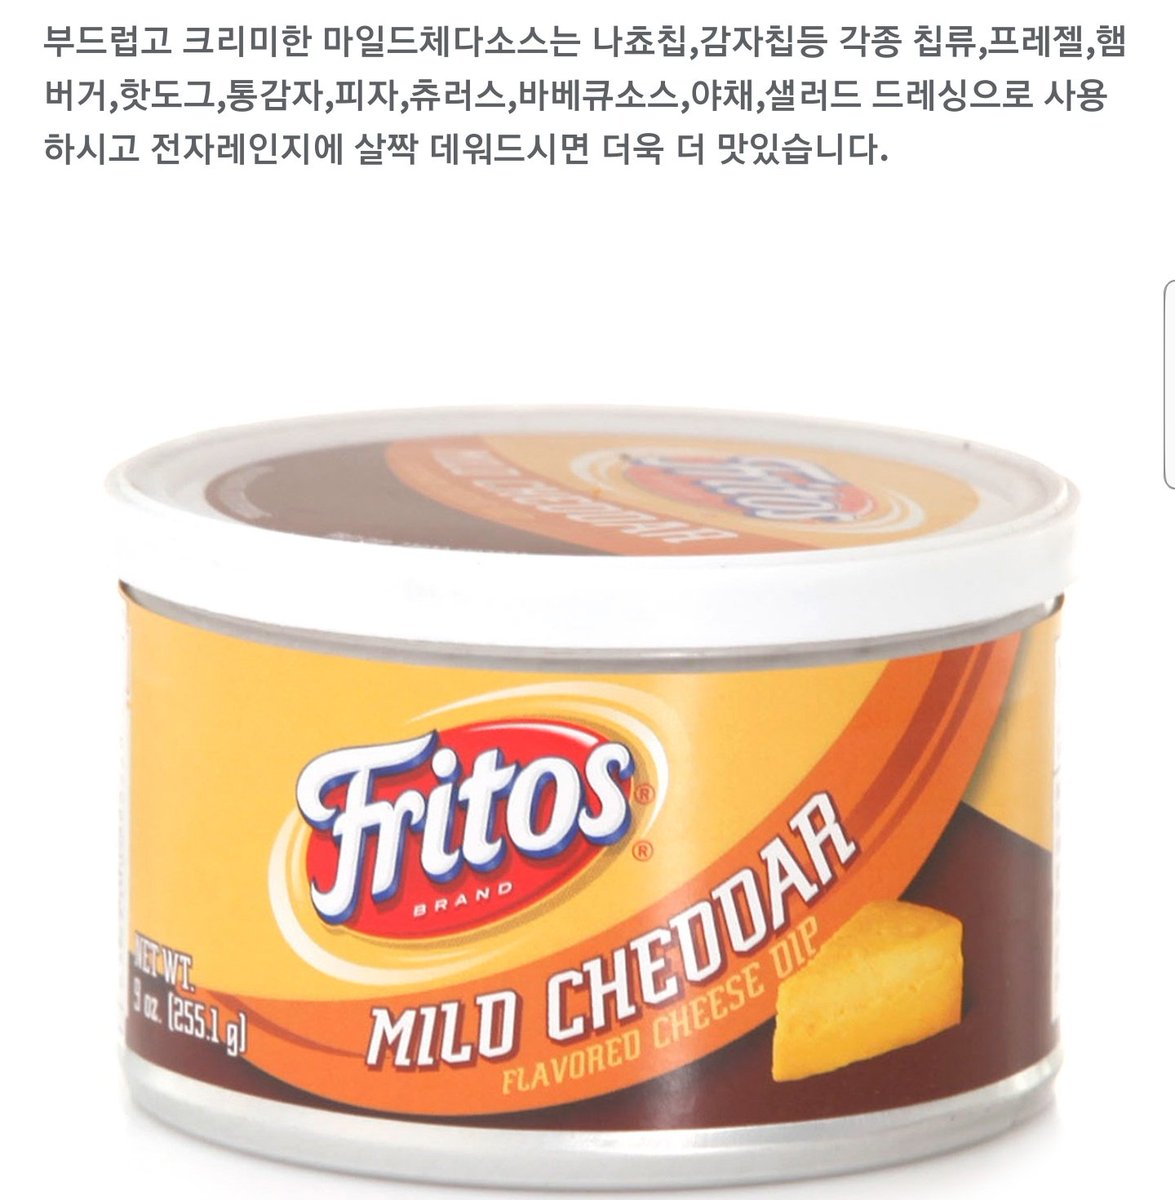 부드럽고 크리미한 마일드체다소스는 나쵸칩,감자칩등 각종 칩류,프레젤,햄
버거,핫도그,통감자,피자,츄러스,바베큐소스,야채,샐러드 드레싱으로 사용
하시고 전자레인지에 살짝 데워드시면 더욱 더 맛있습니다.
Fritos
MILD CHEDDAR
Fritos®
®
BRAND
MILD CHEDDAR
FLAVORED CHEESE DIP
NET WT.
9 oz. (255.1 g)